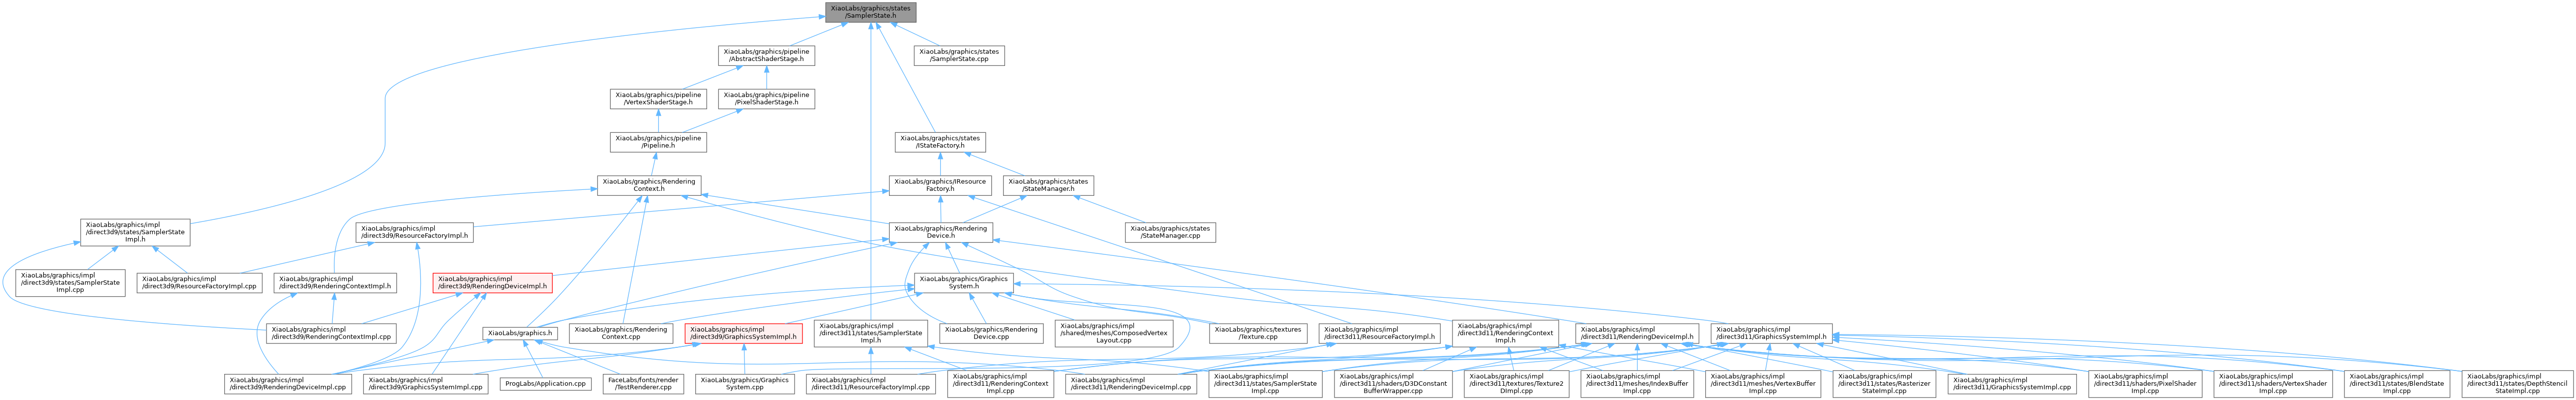 XiaoLabs/graphics/states
/SamplerState.h
XiaoLabs/graphics/pipeline
/AbstractShaderStage.h
XiaoLabs/graphics/states
/SamplerState.cpp
XiaoLabs/graphics/pipeline
/VertexShaderStage.h
XiaoLabs/graphics/pipeline
/PixelShaderStage.h
XiaoLabs/graphics/pipeline
/Pipeline.h
XiaoLabs/graphics/states
/IStateFactory.h
XiaoLabs/graphics/Rendering
Context.h
XiaoLabs/graphics/IResource
Factory.h
XiaoLabs/graphics/states
/StateManager.h
XiaoLabs/graphics/impl
/direct3d9/states/SamplerState
Impl.h
XiaoLabs/graphics/impl
/direct3d9/ResourceFactoryImpl.h
XiaoLabs/graphics/Rendering
Device.h
XiaoLabs/graphics/states
/StateManager.cpp
XiaoLabs/graphics/impl
/direct3d9/states/SamplerState
Impl.cpp
XiaoLabs/graphics/impl
/direct3d9/ResourceFactoryImpl.cpp
XiaoLabs/graphics/impl
/direct3d9/RenderingContextImpl.h
XiaoLabs/graphics/impl
/direct3d9/RenderingDeviceImpl.h
XiaoLabs/graphics/Graphics
System.h
XiaoLabs/graphics/impl
/direct3d9/RenderingContextImpl.cpp
XiaoLabs/graphics.h
XiaoLabs/graphics/Rendering
Context.cpp
XiaoLabs/graphics/impl
/direct3d9/GraphicsSystemImpl.h
XiaoLabs/graphics/impl
/direct3d11/states/SamplerState
Impl.h
XiaoLabs/graphics/Rendering
Device.cpp
XiaoLabs/graphics/impl
/shared/meshes/ComposedVertex
Layout.cpp
XiaoLabs/graphics/textures
/Texture.cpp
XiaoLabs/graphics/impl
/direct3d11/ResourceFactoryImpl.h
XiaoLabs/graphics/impl
/direct3d11/RenderingContext
Impl.h
XiaoLabs/graphics/impl
/direct3d11/RenderingDeviceImpl.h
XiaoLabs/graphics/impl
/direct3d11/GraphicsSystemImpl.h
XiaoLabs/graphics/impl
/direct3d9/RenderingDeviceImpl.cpp
XiaoLabs/graphics/impl
/direct3d9/GraphicsSystemImpl.cpp
ProgLabs/Application.cpp
FaceLabs/fonts/render
/TestRenderer.cpp
XiaoLabs/graphics/Graphics
System.cpp
XiaoLabs/graphics/impl
/direct3d11/ResourceFactoryImpl.cpp
XiaoLabs/graphics/impl
/direct3d11/RenderingContext
Impl.cpp
XiaoLabs/graphics/impl
/direct3d11/RenderingDeviceImpl.cpp
XiaoLabs/graphics/impl
/direct3d11/states/SamplerState
Impl.cpp
XiaoLabs/graphics/impl
/direct3d11/shaders/D3DConstant
BufferWrapper.cpp
XiaoLabs/graphics/impl
/direct3d11/textures/Texture2
DImpl.cpp
XiaoLabs/graphics/impl
/direct3d11/meshes/IndexBuffer
Impl.cpp
XiaoLabs/graphics/impl
/direct3d11/meshes/VertexBuffer
Impl.cpp
XiaoLabs/graphics/impl
/direct3d11/states/Rasterizer
StateImpl.cpp
XiaoLabs/graphics/impl
/direct3d11/GraphicsSystemImpl.cpp
XiaoLabs/graphics/impl
/direct3d11/shaders/PixelShader
Impl.cpp
XiaoLabs/graphics/impl
/direct3d11/shaders/VertexShader
Impl.cpp
XiaoLabs/graphics/impl
/direct3d11/states/BlendState
Impl.cpp
XiaoLabs/graphics/impl
/direct3d11/states/DepthStencil
StateImpl.cpp